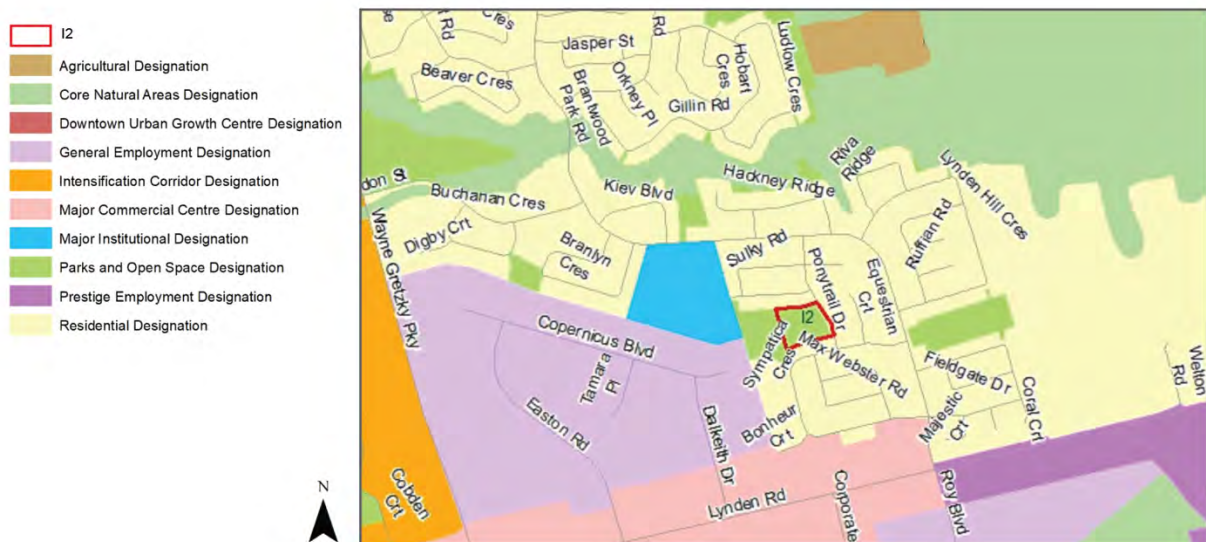 I2
Agricultural Designation
Core Natural Areas Designation
Downtown Urban Growth Centre Designation
General Employment Designation
Intensification Corridor Designation
Major Commercial Centre Designation
Major Institutional Designation
Parks and Open Space Designation
Prestige Employment Designation
Residential Designation
N
Cres
Rd
Rd
Jasper St
Beaver Cres
Brantwood
Park Rd
Orkney Pl
Gillin Rd
Hobart
Cres
Ludlow Cres
don St
Buchanan Cres
Kiev Blvd
Hackney Ridge
Riva
Ridge
Lynden Hill Cres
Digby Crt
Branlyn
Cres
Sulky Rd
Ruffian Rd
Wayne Gretzky Pky
Ponytrail Dr
Equestrian
Crt
I2
Copernicus Blvd
Sympatica
Cres
Max Webster Rd
Fieldgate Dr
Tamara
Pl
Easton Rd
Dalkeith Dr
Bonheur
Crt
Majestic
Crt
Coral Crt
Welton
Rd
Cobden
Crt
Lynden Rd
Corporate
Roy Blvd